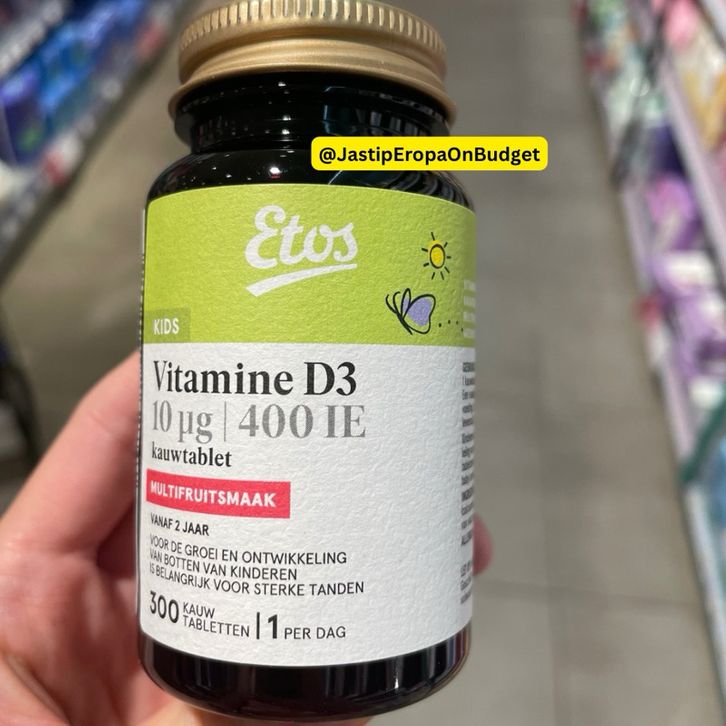 @JastipEropaOnBudget
Etos
KIDS
Vitamine D3
10 µg | 400 IE
kauwtablet
MULTIFRUITSMAAK
VANAF 2 JAAR
VOOR DE GROEI EN ONTWIKKELING
VAN BOTTEN VAN KINDEREN
IS BELANGRIJK VOOR STERKE TANDEN
300 KAUW
TABLETTEN | 1 PER DAG